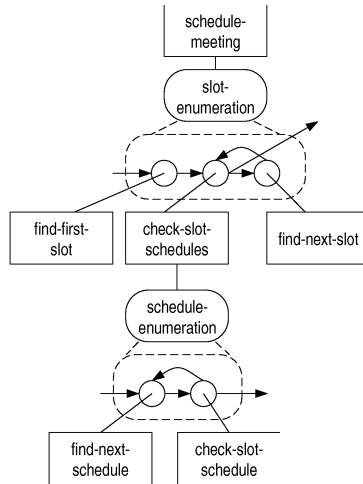 schedule-
meeting
slot-
enumeration
find-first-
slot
check-slot-
schedules
find-next-slot
schedule-
enumeration
find-next-
schedule
check-slot-
schedule